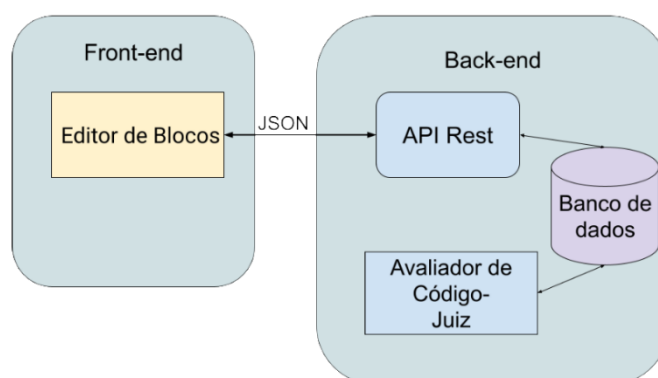 Front-end
Editor de Blocos
JSON
Back-end
API Rest
Banco de
dados
Avaliador de
Código-
Juiz